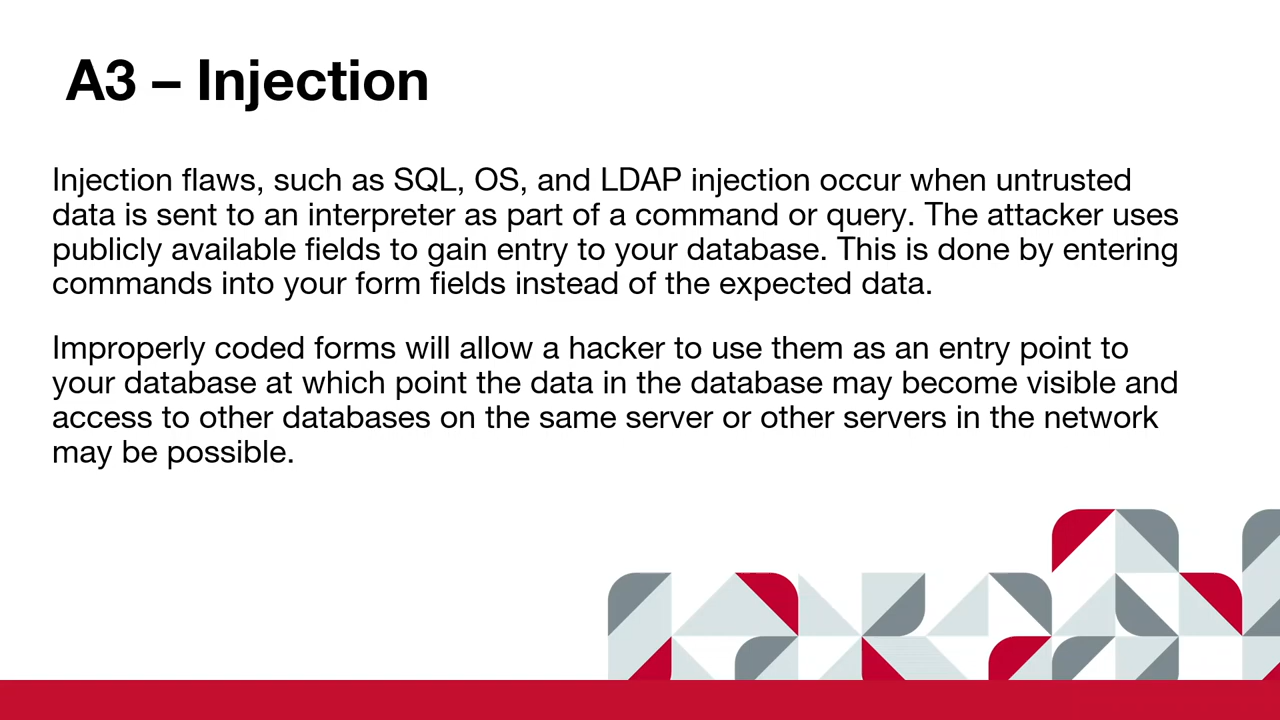 A3 – Injection
Injection flaws, such as SQL, OS, and LDAP injection occur when untrusted
data is sent to an interpreter as part of a command or query. The attacker uses
publicly available fields to gain entry to your database. This is done by entering
commands into your form fields instead of the expected data.
Improperly coded forms will allow a hacker to use them as an entry point to
your database at which point the data in the database may become visible and
access to other databases on the same server or other servers in the network
may be possible.